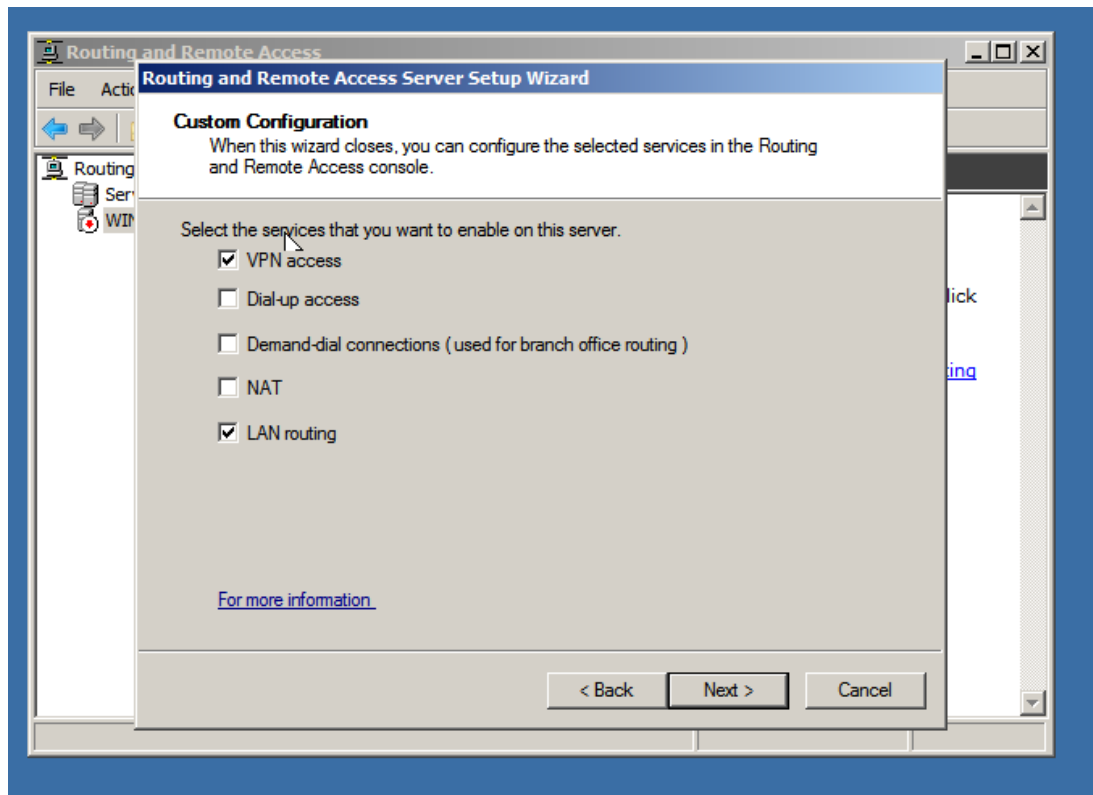 Routing and Remote Access
File
Routing and Remote Access Server Setup Wizard
Custom Configuration
When this wizard closes, you can configure the selected services in the Routing
and Remote Access console.
Routing
Select the services that you want to enable on this server.
VPN access
Dial-up access
Demand-dial connections ( used for branch office routing )
NAT
LAN routing
For more information
< Back
Next >
Cancel